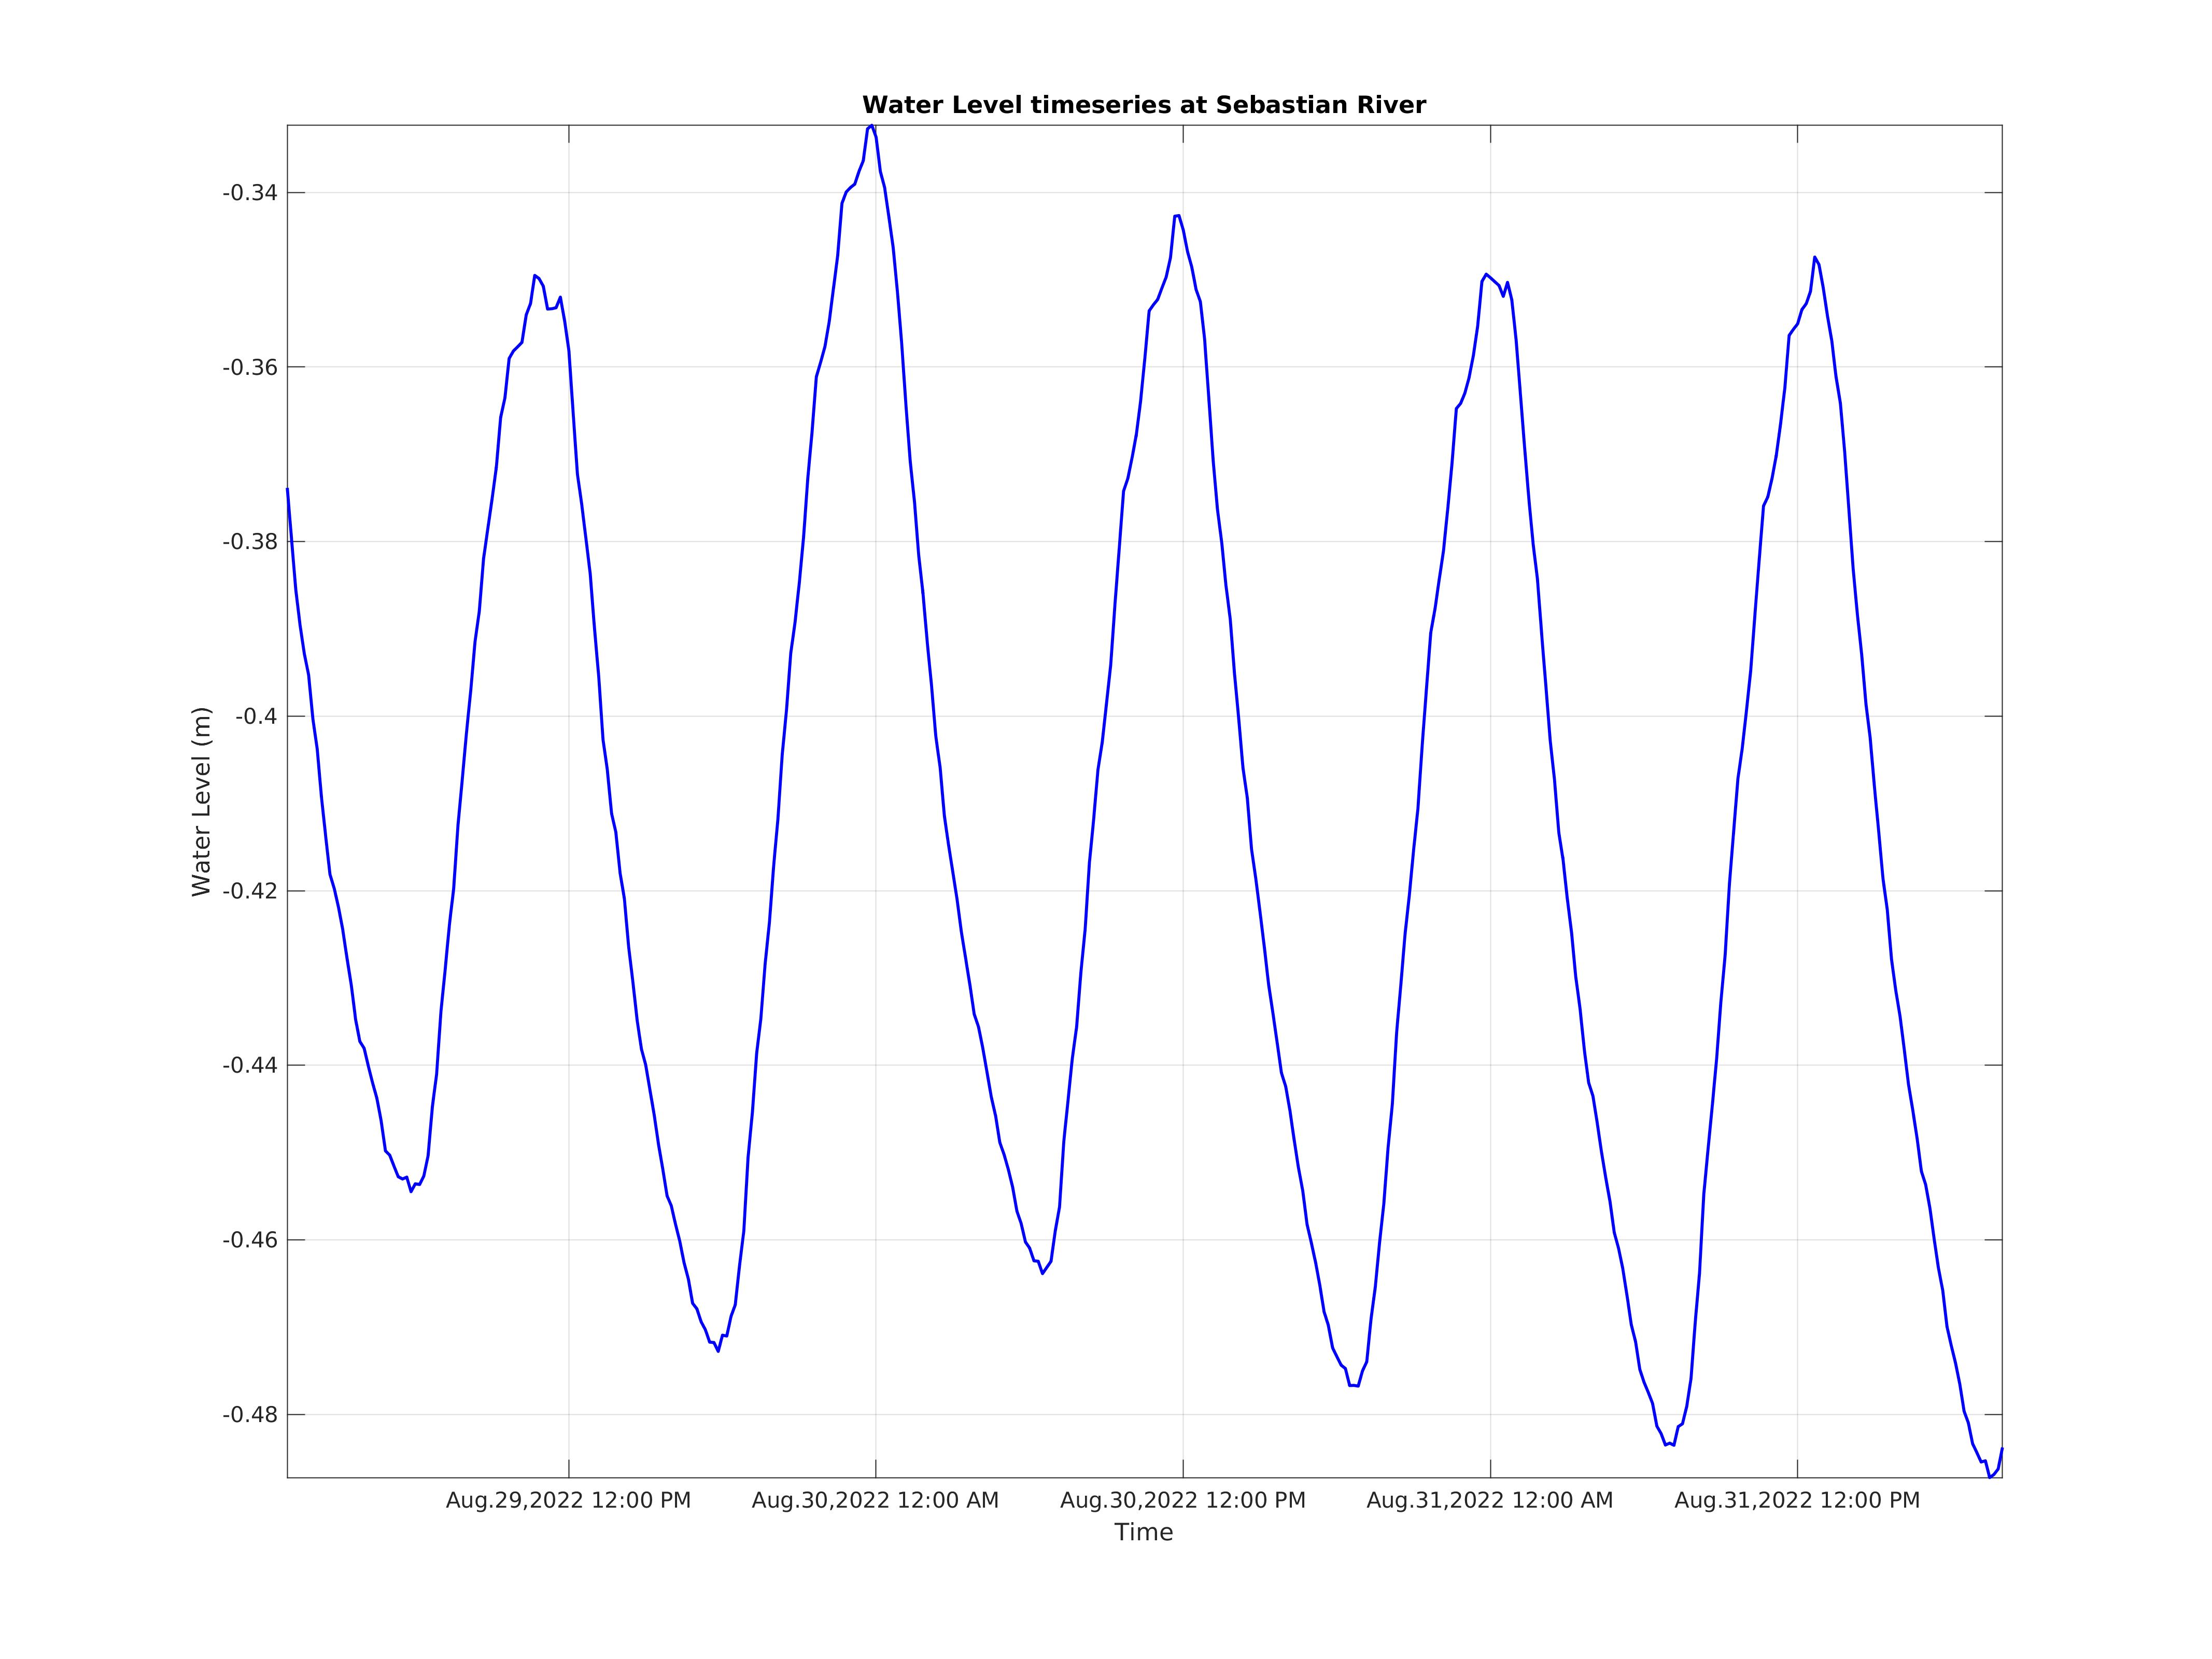 Water Level timeseries at Sebastian River
-0.34
-0.36
-0.38
-0.4
-0.42
-0.44
-0.46
-0.48
Water Level (m)
Aug.29,2022 12:00 PM
Aug.30,2022 12:00 AM
Aug.30,2022 12:00 PM
Aug.31,2022 12:00 AM
Aug.31,2022 12:00 PM
Time